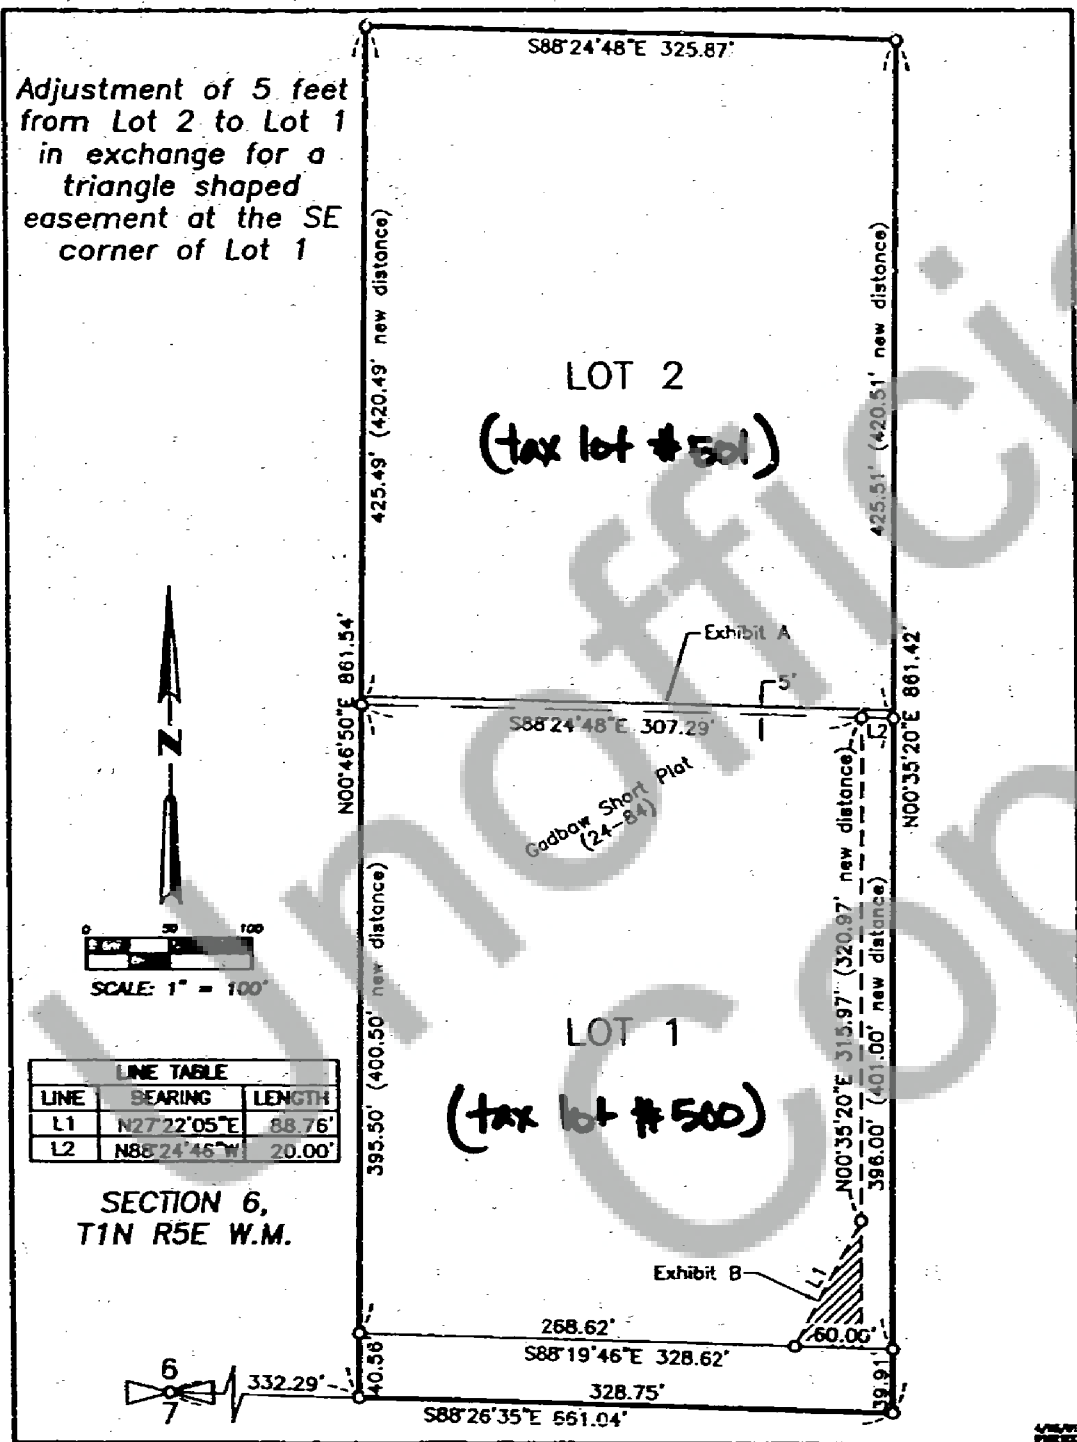 S88°24'48"E 325.87'
Adjustment of 5 feet
from Lot 2 to Lot 1
in exchange for a
triangle shaped
easement at the SE
corner of Lot 1
425.49' (420.49' new distance)
425.51' (420.51' new distance)
LOT 2
(tax lot #501)
Exhibit A
5'
N00°46'50"E 861.54'
N00°35'20"E 861.42'
S88°24'48"E 307.29'
L2
Gadbaw Short Plat
(24-84)
N
0 50 100
SCALE: 1" = 100'
395.50' (400.50' new distance)
N00°35'20"E 315.97' (320.97' new distance)
396.00' (401.00' new distance)
LOT 1
(tax lot #500)
LINE TABLE
LINE BEARING LENGTH
L1 N27°22'05"E 88.76'
L2 N88°24'46"W 20.00'
SECTION 6,
T1N R5E W.M.
Exhibit B
L1
268.62'
60.00'
S88°19'46"E 328.62'
40.56'
39.91'
6
7
332.29'
328.75'
S88°26'35"E 661.04'
Unofficial
Copy